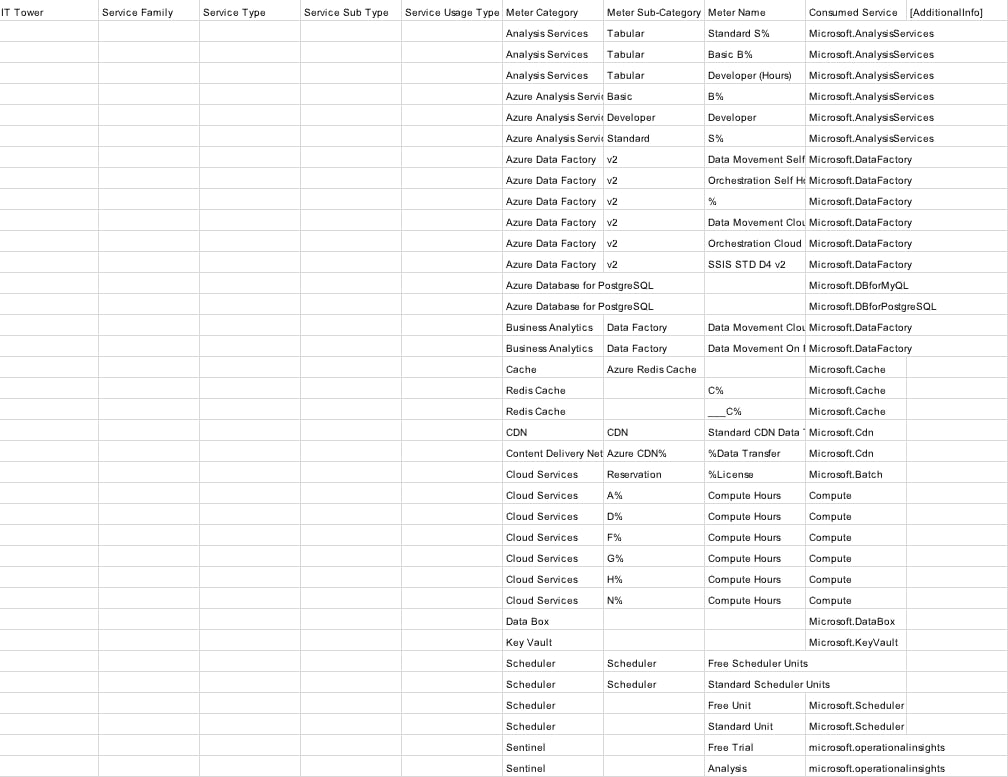 IT Tower Service Family Service Type Service Sub Type Service Usage Type Meter Category Meter Sub-Category Meter Name Consumed Service [AdditionalInfo]
Analysis Services Tabular Standard S% Microsoft.AnalysisServices
Analysis Services Tabular Basic B% Microsoft.AnalysisServices
Analysis Services Tabular Developer (Hours) Microsoft.AnalysisServices
Azure Analysis Servic Basic B% Microsoft.AnalysisServices
Azure Analysis Servic Developer Developer Microsoft.AnalysisServices
Azure Analysis Servic Standard S% Microsoft.AnalysisServices
Azure Data Factory v2 Data Movement Self Microsoft.DataFactory
Azure Data Factory v2 Orchestration Self Ho Microsoft.DataFactory
Azure Data Factory v2 % Microsoft.DataFactory
Azure Data Factory v2 Data Movement Clou Microsoft.DataFactory
Azure Data Factory v2 Orchestration Cloud Microsoft.DataFactory
Azure Data Factory v2 SSIS STD D4 v2 Microsoft.DataFactory
Azure Database for PostgreSQL Microsoft.DBforMyQL
Azure Database for PostgreSQL Microsoft.DBforPostgreSQL
Business Analytics Data Factory Data Movement Clou Microsoft.DataFactory
Business Analytics Data Factory Data Movement On Microsoft.DataFactory
Cache Azure Redis Cache Microsoft.Cache
Redis Cache C% Microsoft.Cache
Redis Cache ___C% Microsoft.Cache
CDN CDN Standard CDN Data Microsoft.Cdn
Content Delivery Net Azure CDN% %Data Transfer Microsoft.Cdn
Cloud Services Reservation %License Microsoft.Batch
Cloud Services A% Compute Hours Compute
Cloud Services D% Compute Hours Compute
Cloud Services F% Compute Hours Compute
Cloud Services G% Compute Hours Compute
Cloud Services H% Compute Hours Compute
Cloud Services N% Compute Hours Compute
Data Box Microsoft.DataBox
Key Vault Microsoft.KeyVault
Scheduler Scheduler Free Scheduler Units
Scheduler Scheduler Standard Scheduler Units
Scheduler Free Unit Microsoft.Scheduler
Scheduler Standard Unit Microsoft.Scheduler
Sentinel Free Trial microsoft.operationalinsights
Sentinel Analysis microsoft.operationalinsights